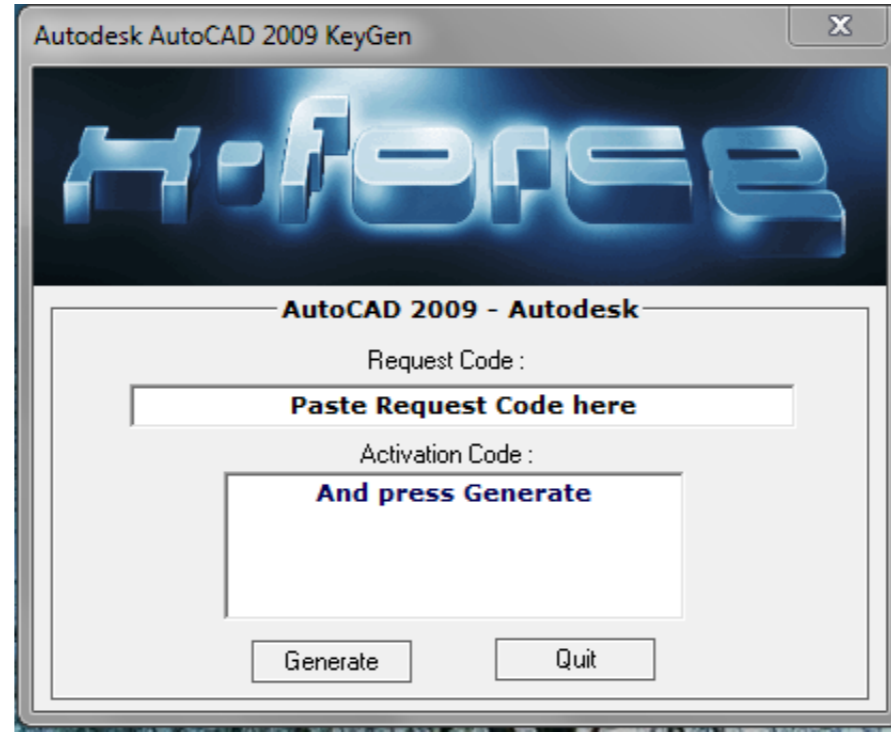 Autodesk AutoCAD 2009 KeyGen
X-force
AutoCAD 2009 - Autodesk
Request Code :
Paste Request Code here
Activation Code :
And press Generate
Generate
Quit